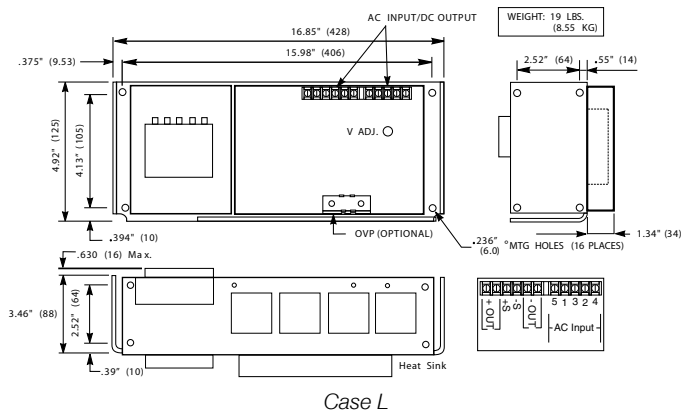 16.85" (428)
AC INPUT/DC OUTPUT
WEIGHT: 19 LBS.
(8.55 KG)
.375" (9.53)
15.98" (406)
2.52" (64)
.55" (14)
4.92" (125)
4.13" (105)
V ADJ.
.394" (10)
OVP (OPTIONAL)
.236"
(6.0)
MTG HOLES (16 PLACES)
1.34" (34)
.630 (16) Max.
3.46" (88)
2.52" (64)
.39" (10)
Heat Sink
+ OUT
+S
-S
- OUT
5 1 3 2 4
AC Input
Case L